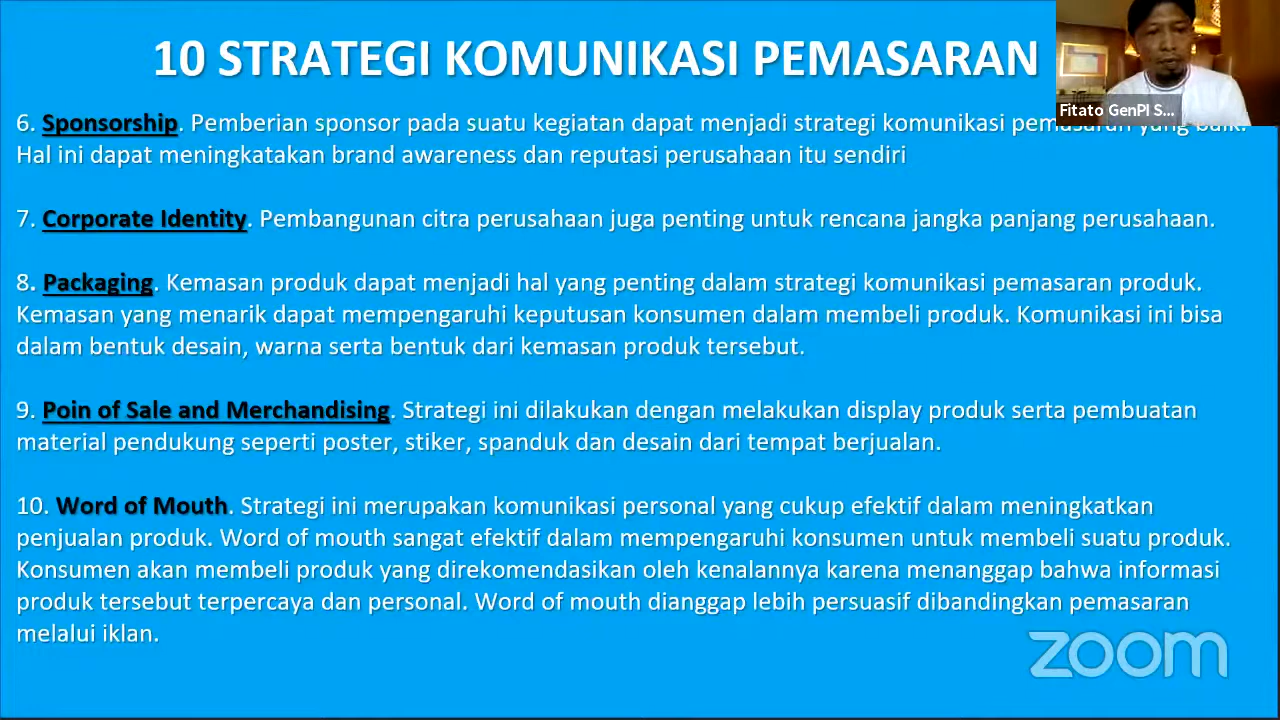 10 STRATEGI KOMUNIKASI PEMASARAN
Fitato GenPI S...
6. Sponsorship. Pemberian sponsor pada suatu kegiatan dapat menjadi strategi komunikasi pemasaran yang baik.
Hal ini dapat meningkatakan brand awareness dan reputasi perusahaan itu sendiri
7. Corporate Identity. Pembangunan citra perusahaan juga penting untuk rencana jangka panjang perusahaan.
8. Packaging. Kemasan produk dapat menjadi hal yang penting dalam strategi komunikasi pemasaran produk.
Kemasan yang menarik dapat mempengaruhi keputusan konsumen dalam membeli produk. Komunikasi ini bisa
dalam bentuk desain, warna serta bentuk dari kemasan produk tersebut.
9. Poin of Sale and Merchandising. Strategi ini dilakukan dengan melakukan display produk serta pembuatan
material pendukung seperti poster, stiker, spanduk dan desain dari tempat berjualan.
10. Word of Mouth. Strategi ini merupakan komunikasi personal yang cukup efektif dalam meningkatkan
penjualan produk. Word of mouth sangat efektif dalam mempengaruhi konsumen untuk membeli suatu produk.
Konsumen akan membeli produk yang direkomendasikan oleh kenalannya karena menanggap bahwa informasi
produk tersebut terpercaya dan personal. Word of mouth dianggap lebih persuasif dibandingkan pemasaran
melalui iklan.
zoom